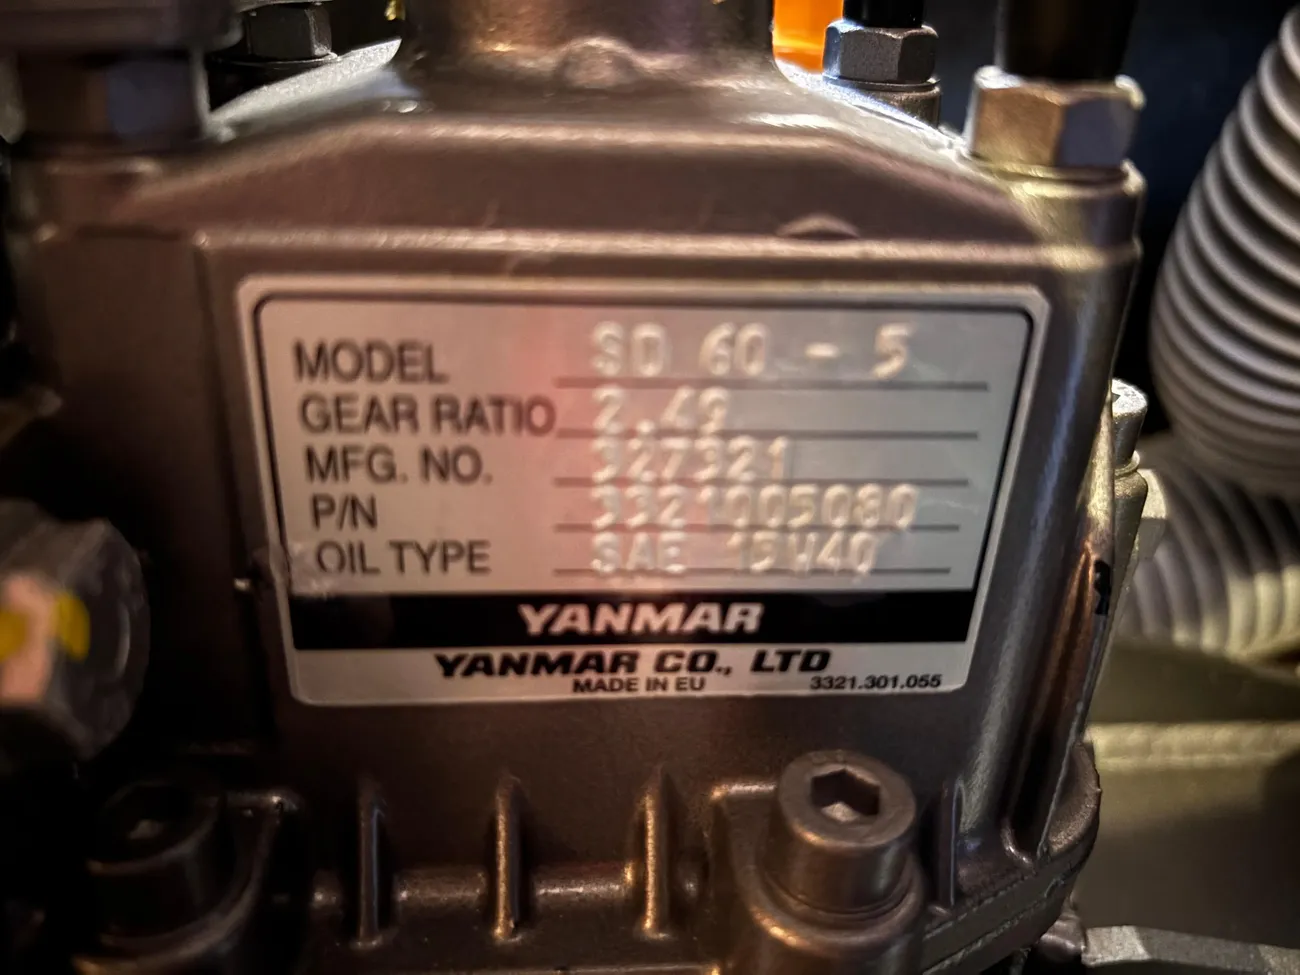 MODEL SD 60 - 5
GEAR RATIO 2.49
MFG. NO. 327321
P/N 3321005080
OIL TYPE SAE 15W40
YANMAR
YANMAR CO., LTD
MADE IN EU 3321.301.055